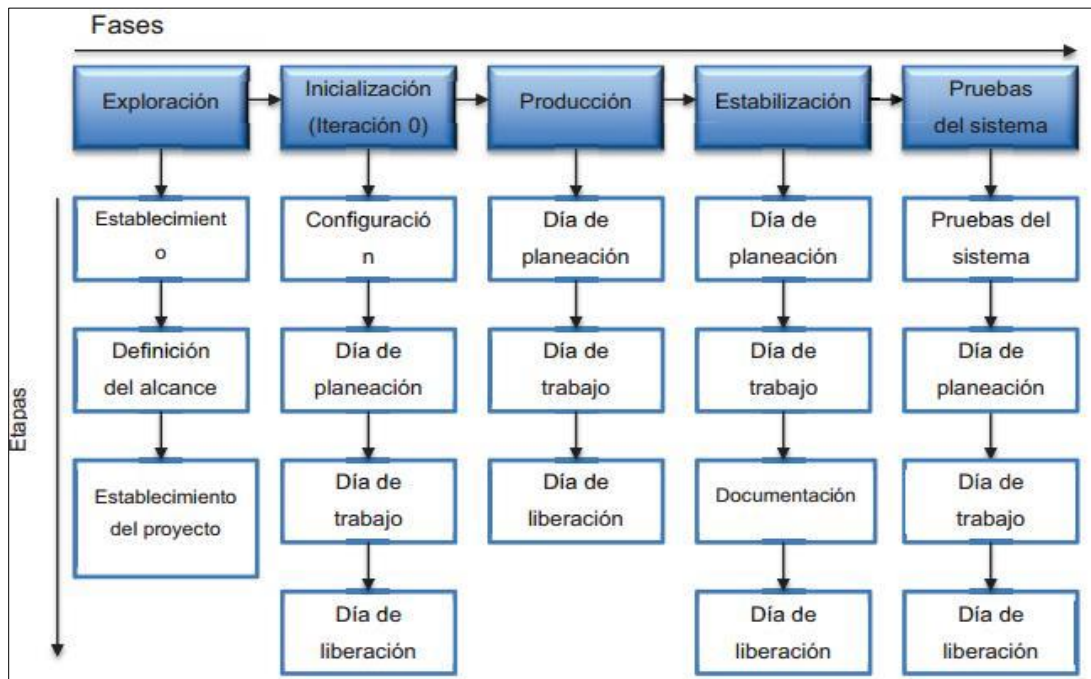 Fases
Exploración
Inicialización
(Iteración 0)
Producción
Estabilización
Pruebas
del sistema
Etapas
Establecimient
o
Configuració
n
Día de
planeación
Día de
planeación
Pruebas del
sistema
Definición
del alcance
Día de
planeación
Día de
trabajo
Día de
trabajo
Día de
planeación
Establecimiento
del proyecto
Día de
trabajo
Día de
liberación
Documentación
Día de
trabajo
Día de
liberación
Día de
liberación
Día de
liberación